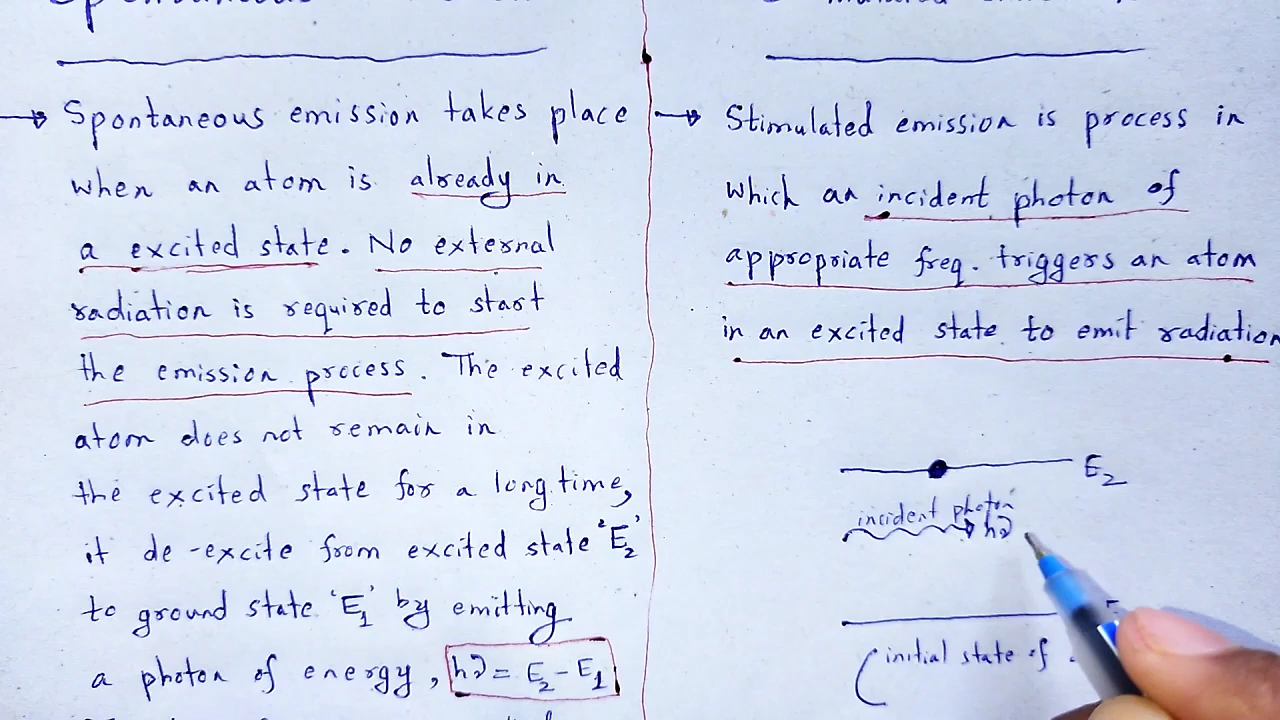 Spontaneous
→ Spontaneous emission takes place
when an atom is already in
a excited state. No external
radiation is required to start
the emission process. The excited
atom does not remain in
the excited state for a long time,
it de-excite from excited state 'E₂'
to ground state 'E₁' by emitting
a photon of energy, hν = E₂ - E₁
→ Stimulated emission is process in
which an incident photon of
appropriate freq. triggers an atom
in an excited state to emit radiation
E₂
incident photon
hν
(initial state of